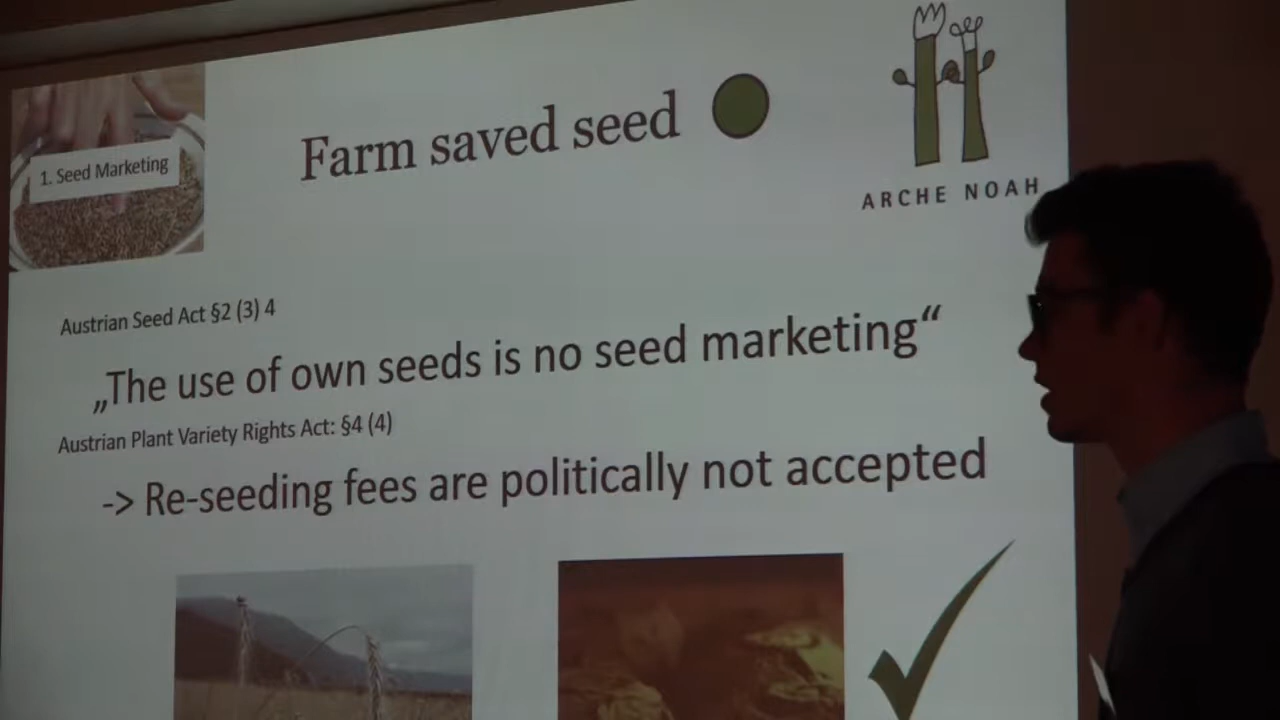 1. Seed Marketing
Farm saved seed
ARCHE NOAH
Austrian Seed Act §2 (3) 4
„The use of own seeds is no seed marketing“
Austrian Plant Variety Rights Act: §4 (4)
-> Re-seeding fees are politically not accepted